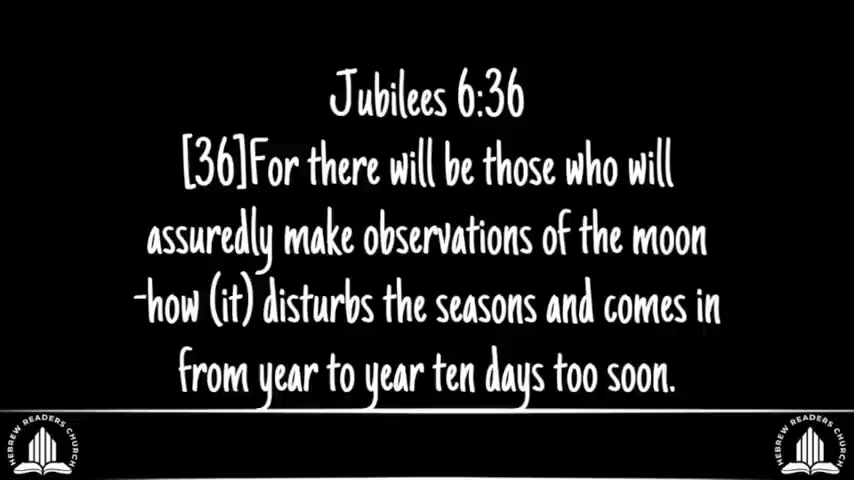 Jubilees 6:36
[36]For there will be those who will
assuredly make observations of the moon
-how (it) disturbs the seasons and comes in
from year to year ten days too soon.
HEBREW READERS CHURCH
HEBREW READERS CHURCH